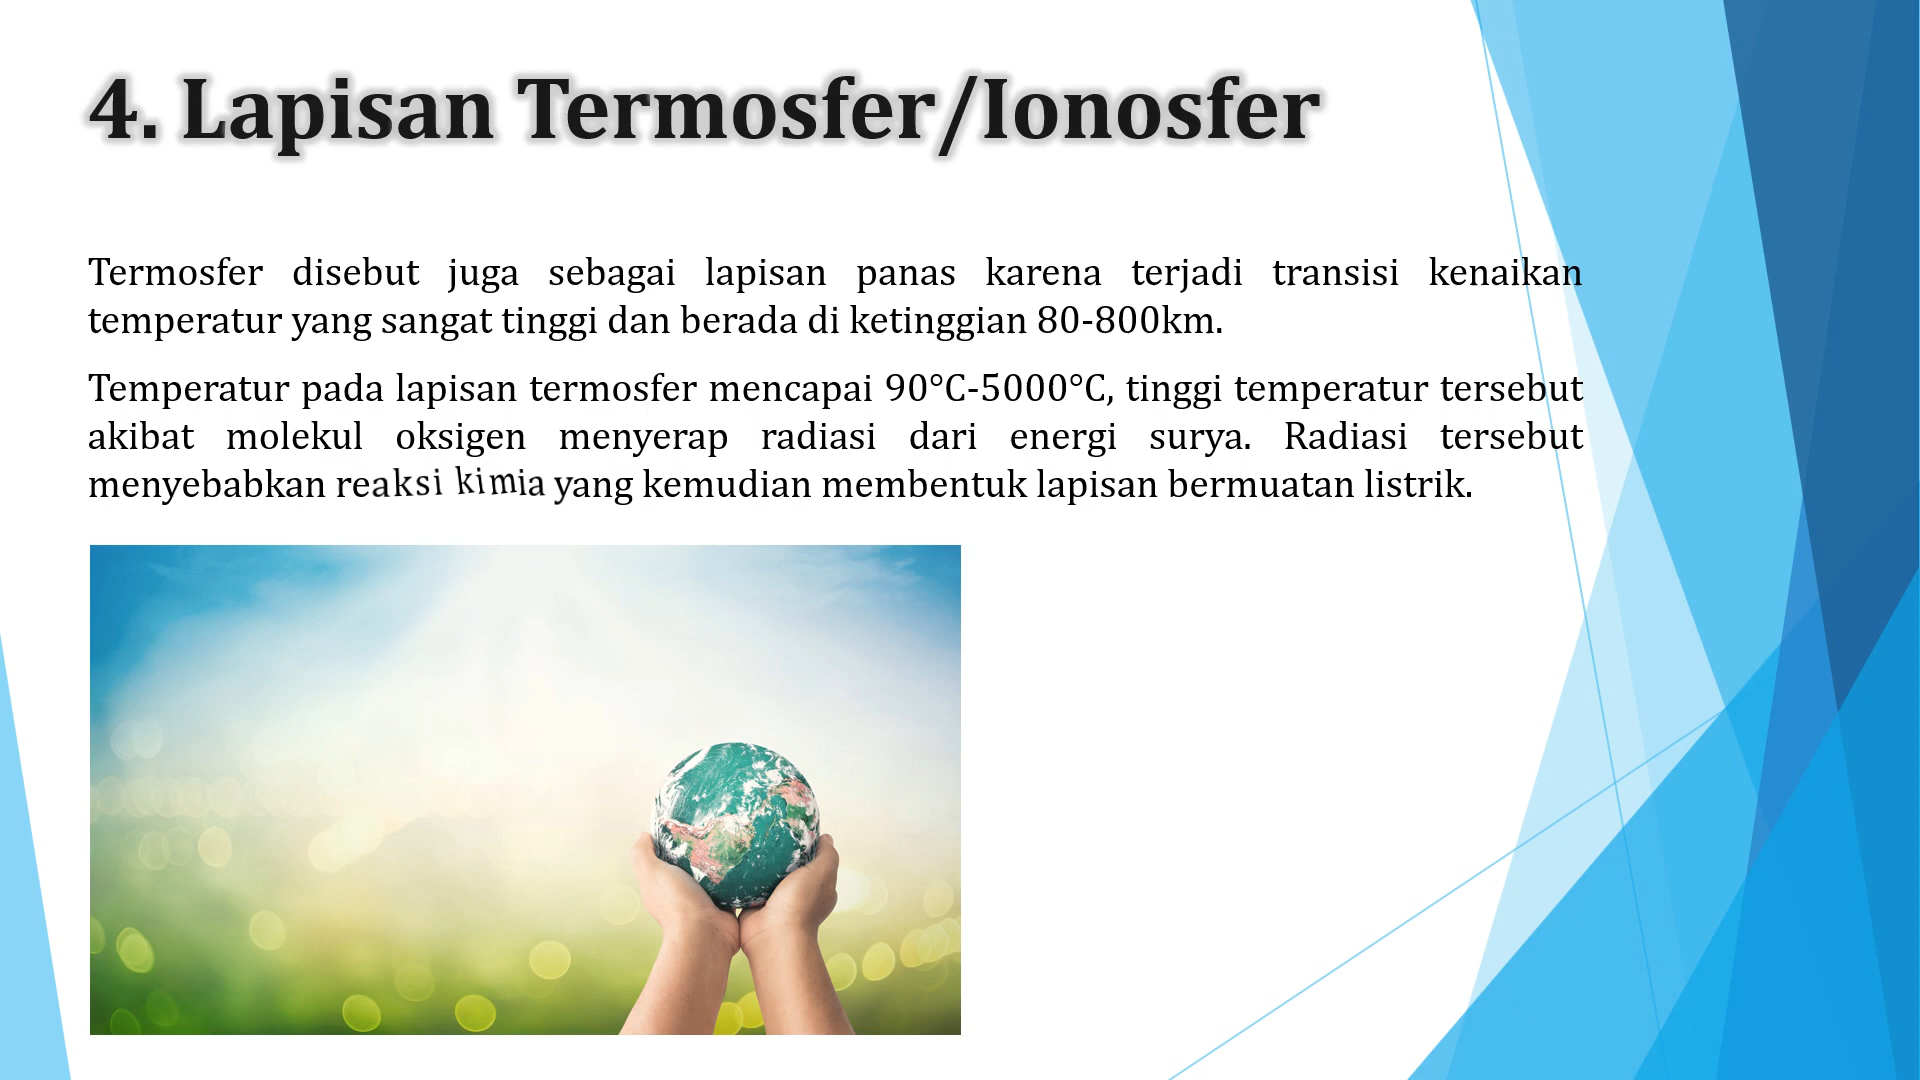 4. Lapisan Termosfer/Ionosfer
Termosfer disebut juga sebagai lapisan panas karena terjadi transisi kenaikan
temperatur yang sangat tinggi dan berada di ketinggian 80-800km.
Temperatur pada lapisan termosfer mencapai 90°C-5000°C, tinggi temperatur tersebut
akibat molekul oksigen menyerap radiasi dari energi surya. Radiasi tersebut
menyebabkan reaksi kimia yang kemudian membentuk lapisan bermuatan listrik.